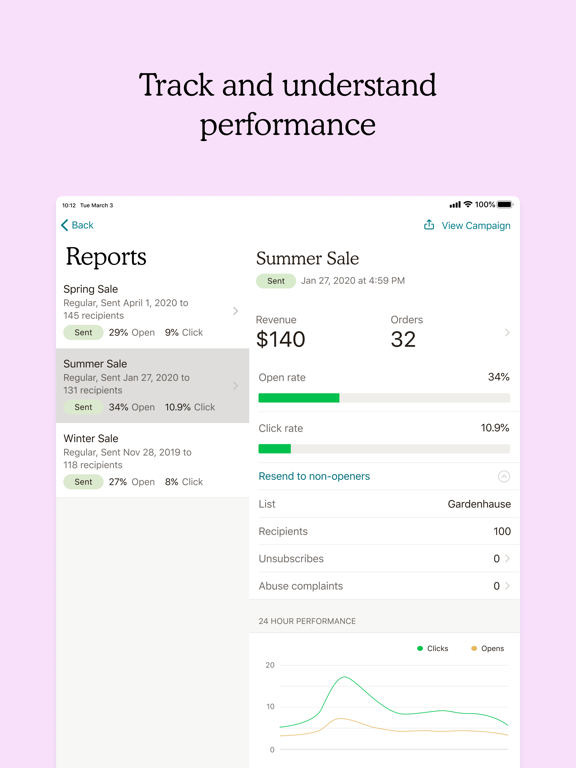 Track and understand
performance
10:12 Tue March 3
100%
Back
View Campaign
Reports
Spring Sale
Regular, Sent April 1, 2020 to
145 recipients
Sent 29% Open 9% Click
Summer Sale
Regular, Sent Jan 27, 2020 to
131 recipients
Sent 34% Open 10.9% Click
Winter Sale
Regular, Sent Nov 28, 2019 to
118 recipients
Sent 27% Open 8% Click
Summer Sale
Sent Jan 27, 2020 at 4:59 PM
Revenue Orders
$140 32
Open rate 34%
Click rate 10.9%
Resend to non-openers
List Gardenhause
Recipients 100
Unsubscribes 0
Abuse complaints 0
24 HOUR PERFORMANCE
Clicks Opens
20
10
0